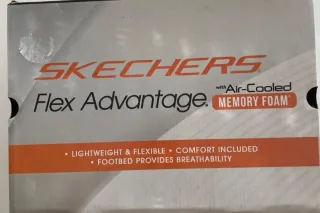 SKECHERS
Flex Advantage. with Air-Cooled
MEMORY FOAM
• LIGHTWEIGHT & FLEXIBLE • COMFORT INCLUDED
• FOOTBED PROVIDES BREATHABILITY